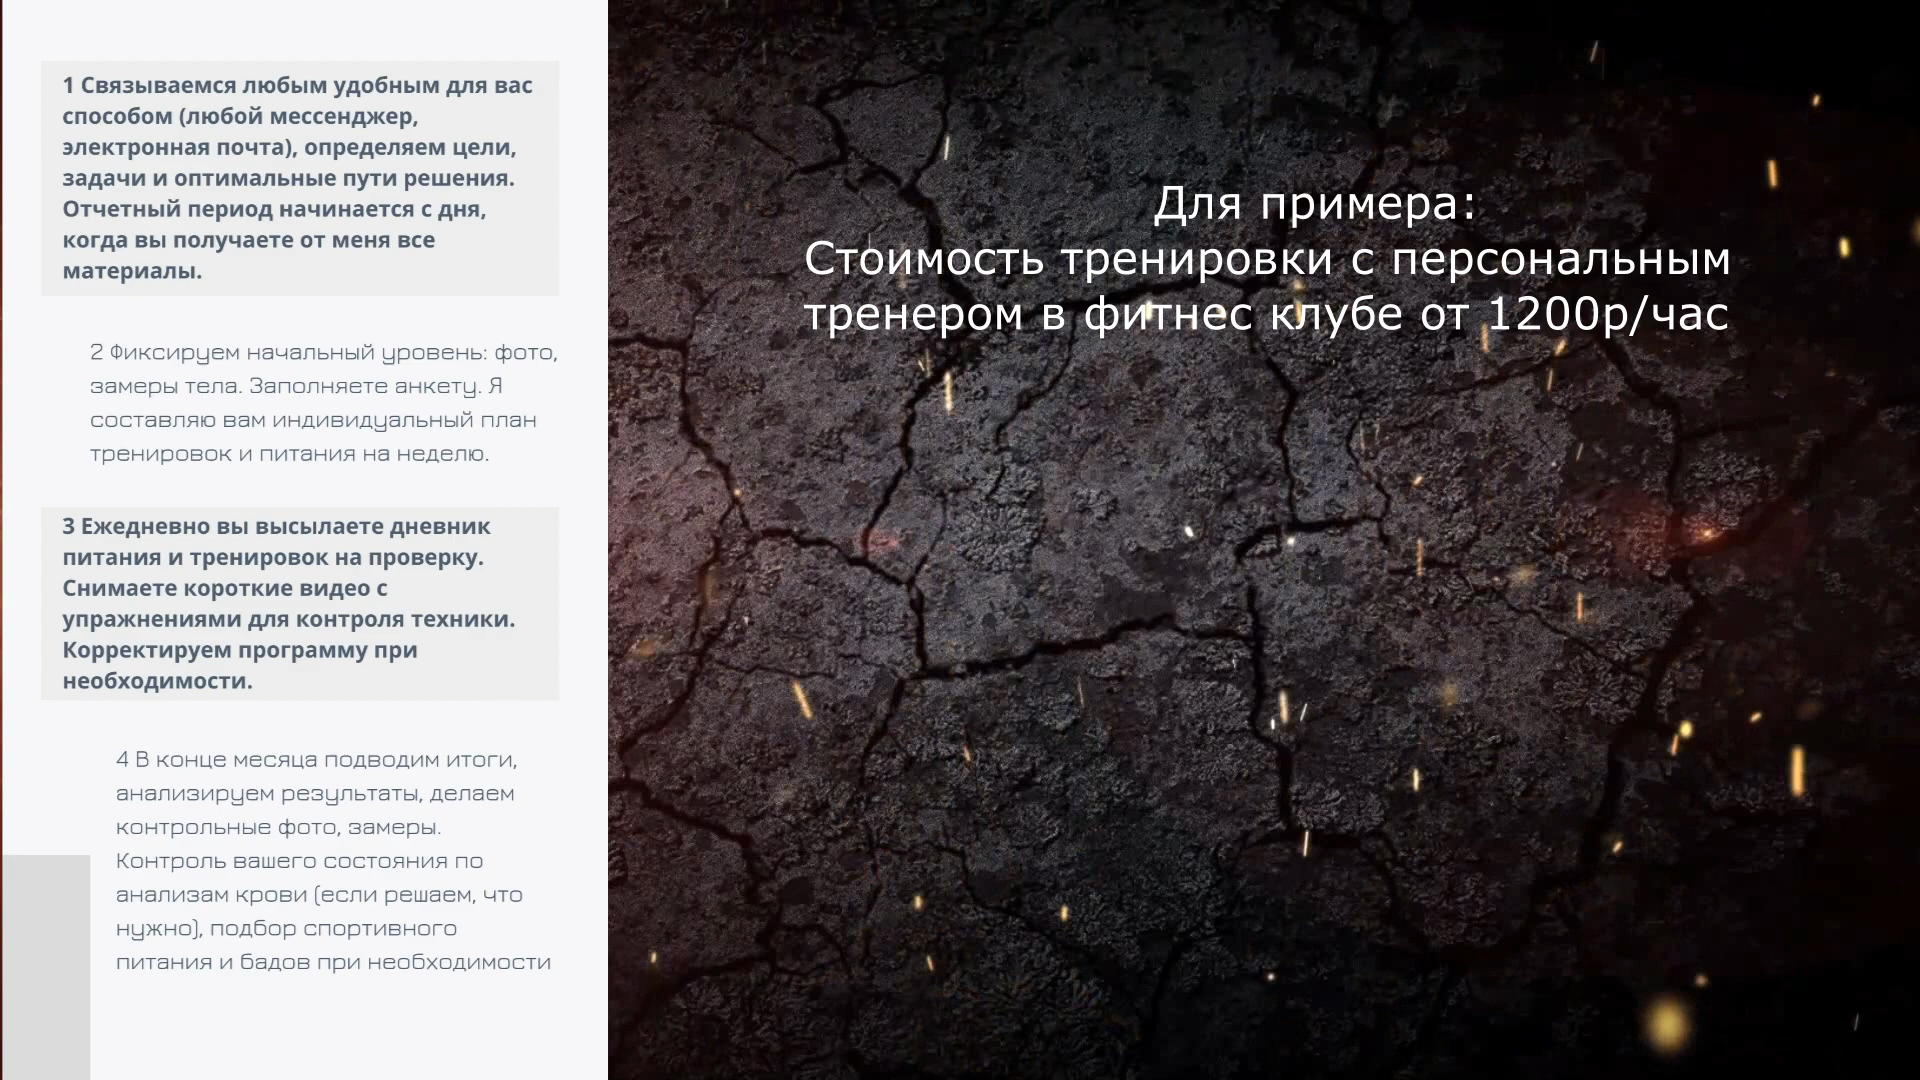 1 Связываемся любым удобным для вас
способом (любой мессенджер,
электронная почта), определяем цели,
задачи и оптимальные пути решения.
Отчетный период начинается с дня,
когда вы получаете от меня все
материалы.
2 Фиксируем начальный уровень: фото,
замеры тела. Заполняете анкету. Я
составляю вам индивидуальный план
тренировок и питания на неделю.
3 Ежедневно вы высылаете дневник
питания и тренировок на проверку.
Снимаете короткие видео с
упражнениями для контроля техники.
Корректируем программу при
необходимости.
4 В конце месяца подводим итоги,
анализируем результаты, делаем
контрольные фото, замеры.
Контроль вашего состояния по
анализам крови (если решаем, что
нужно), подбор спортивного
питания и бадов при необходимости
Для примера:
Стоимость тренировки с персональным
тренером в фитнес клубе от 1200р/час